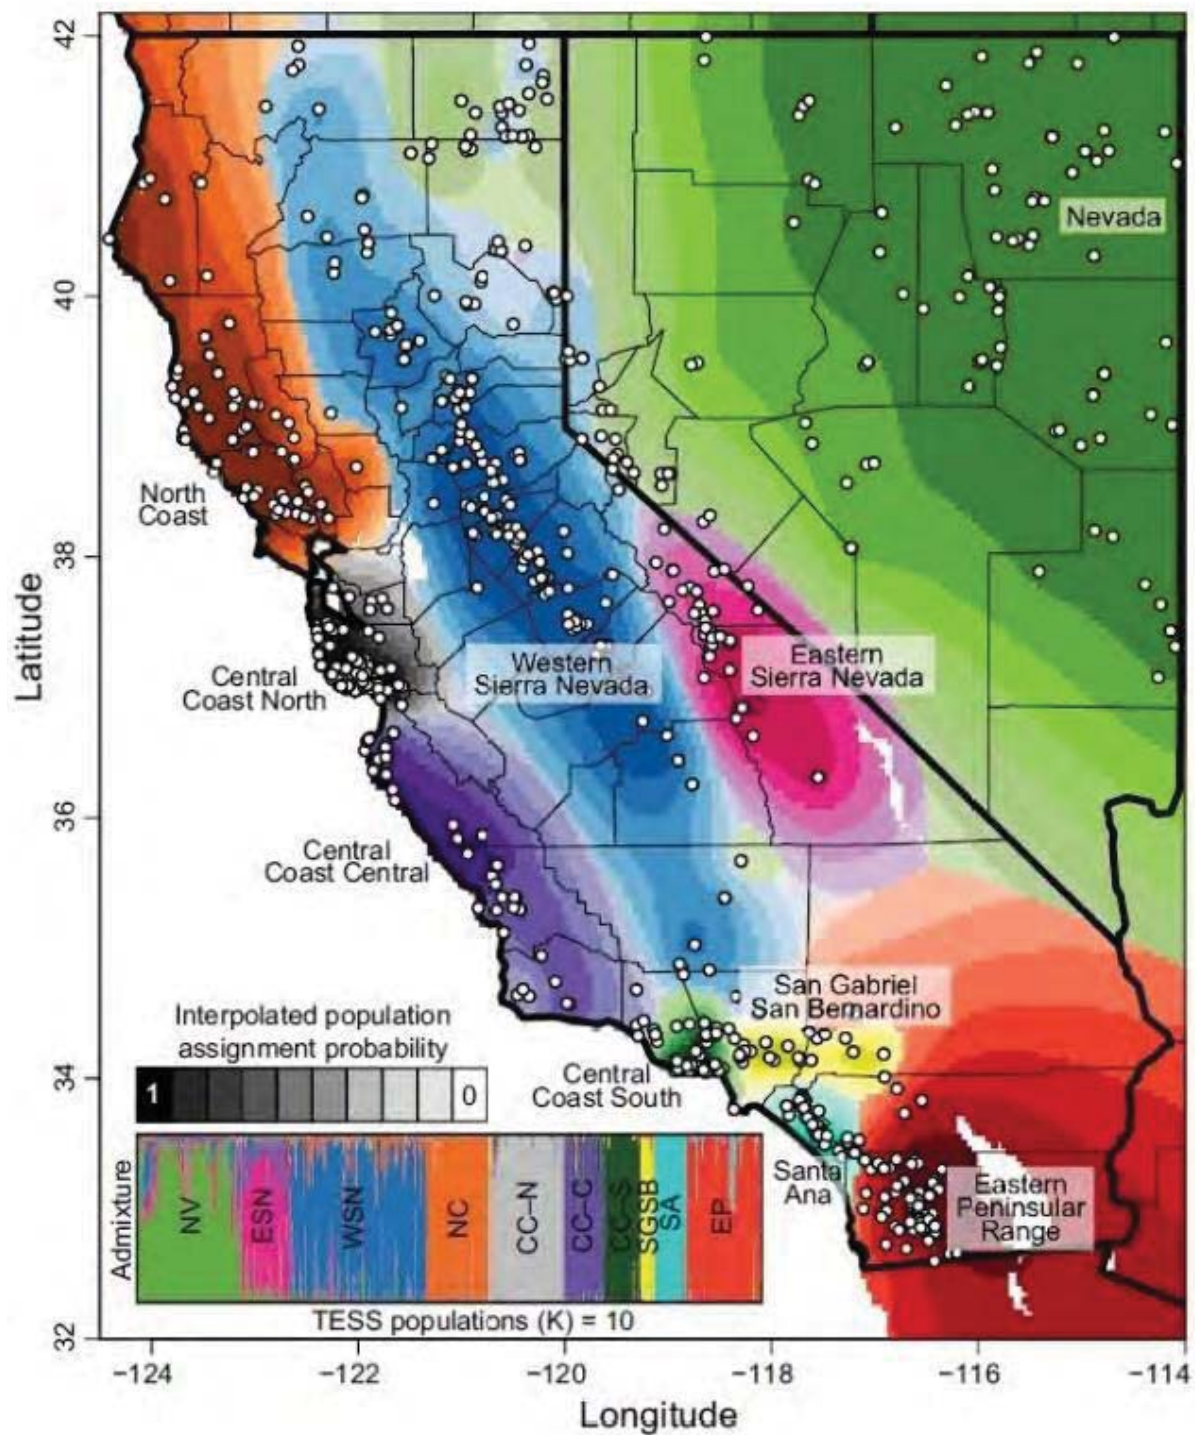 42
40
38
36
34
32
Latitude
Nevada
North
Coast
Central
Coast North
Western
Sierra Nevada
Eastern
Sierra Nevada
Central
Coast Central
San Gabriel
San Bernardino
Interpolated population
assignment probability
1
0
Central
Coast South
Santa
Ana
Eastern
Peninsular
Range
Admixture
NV
ESN
WSN
NC
CC–N
CC–C
CC–S
SGSB
SA
EP
TESS populations (K) = 10
−124
−122
−120
−118
−116
−114
Longitude